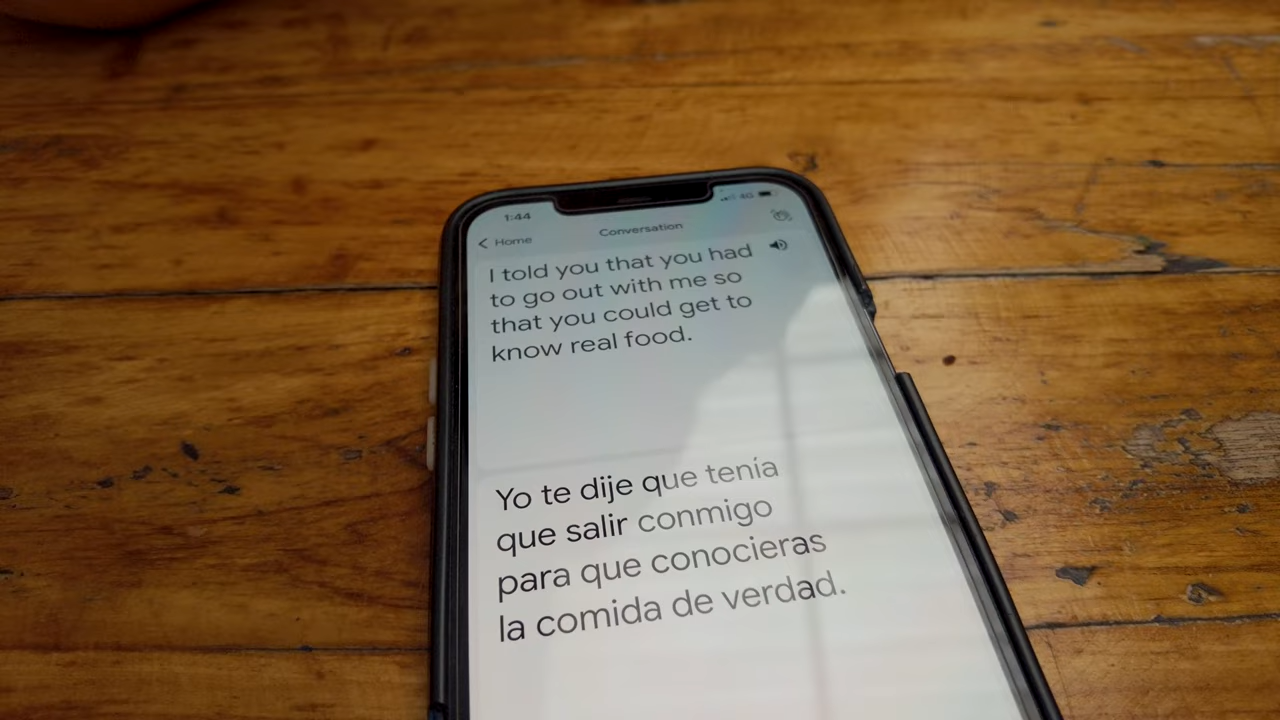 1:44
4G
Home
Conversation
I told you that you had
to go out with me so
that you could get to
know real food.
Yo te dije que tenía
que salir conmigo
para que conocieras
la comida de verdad.